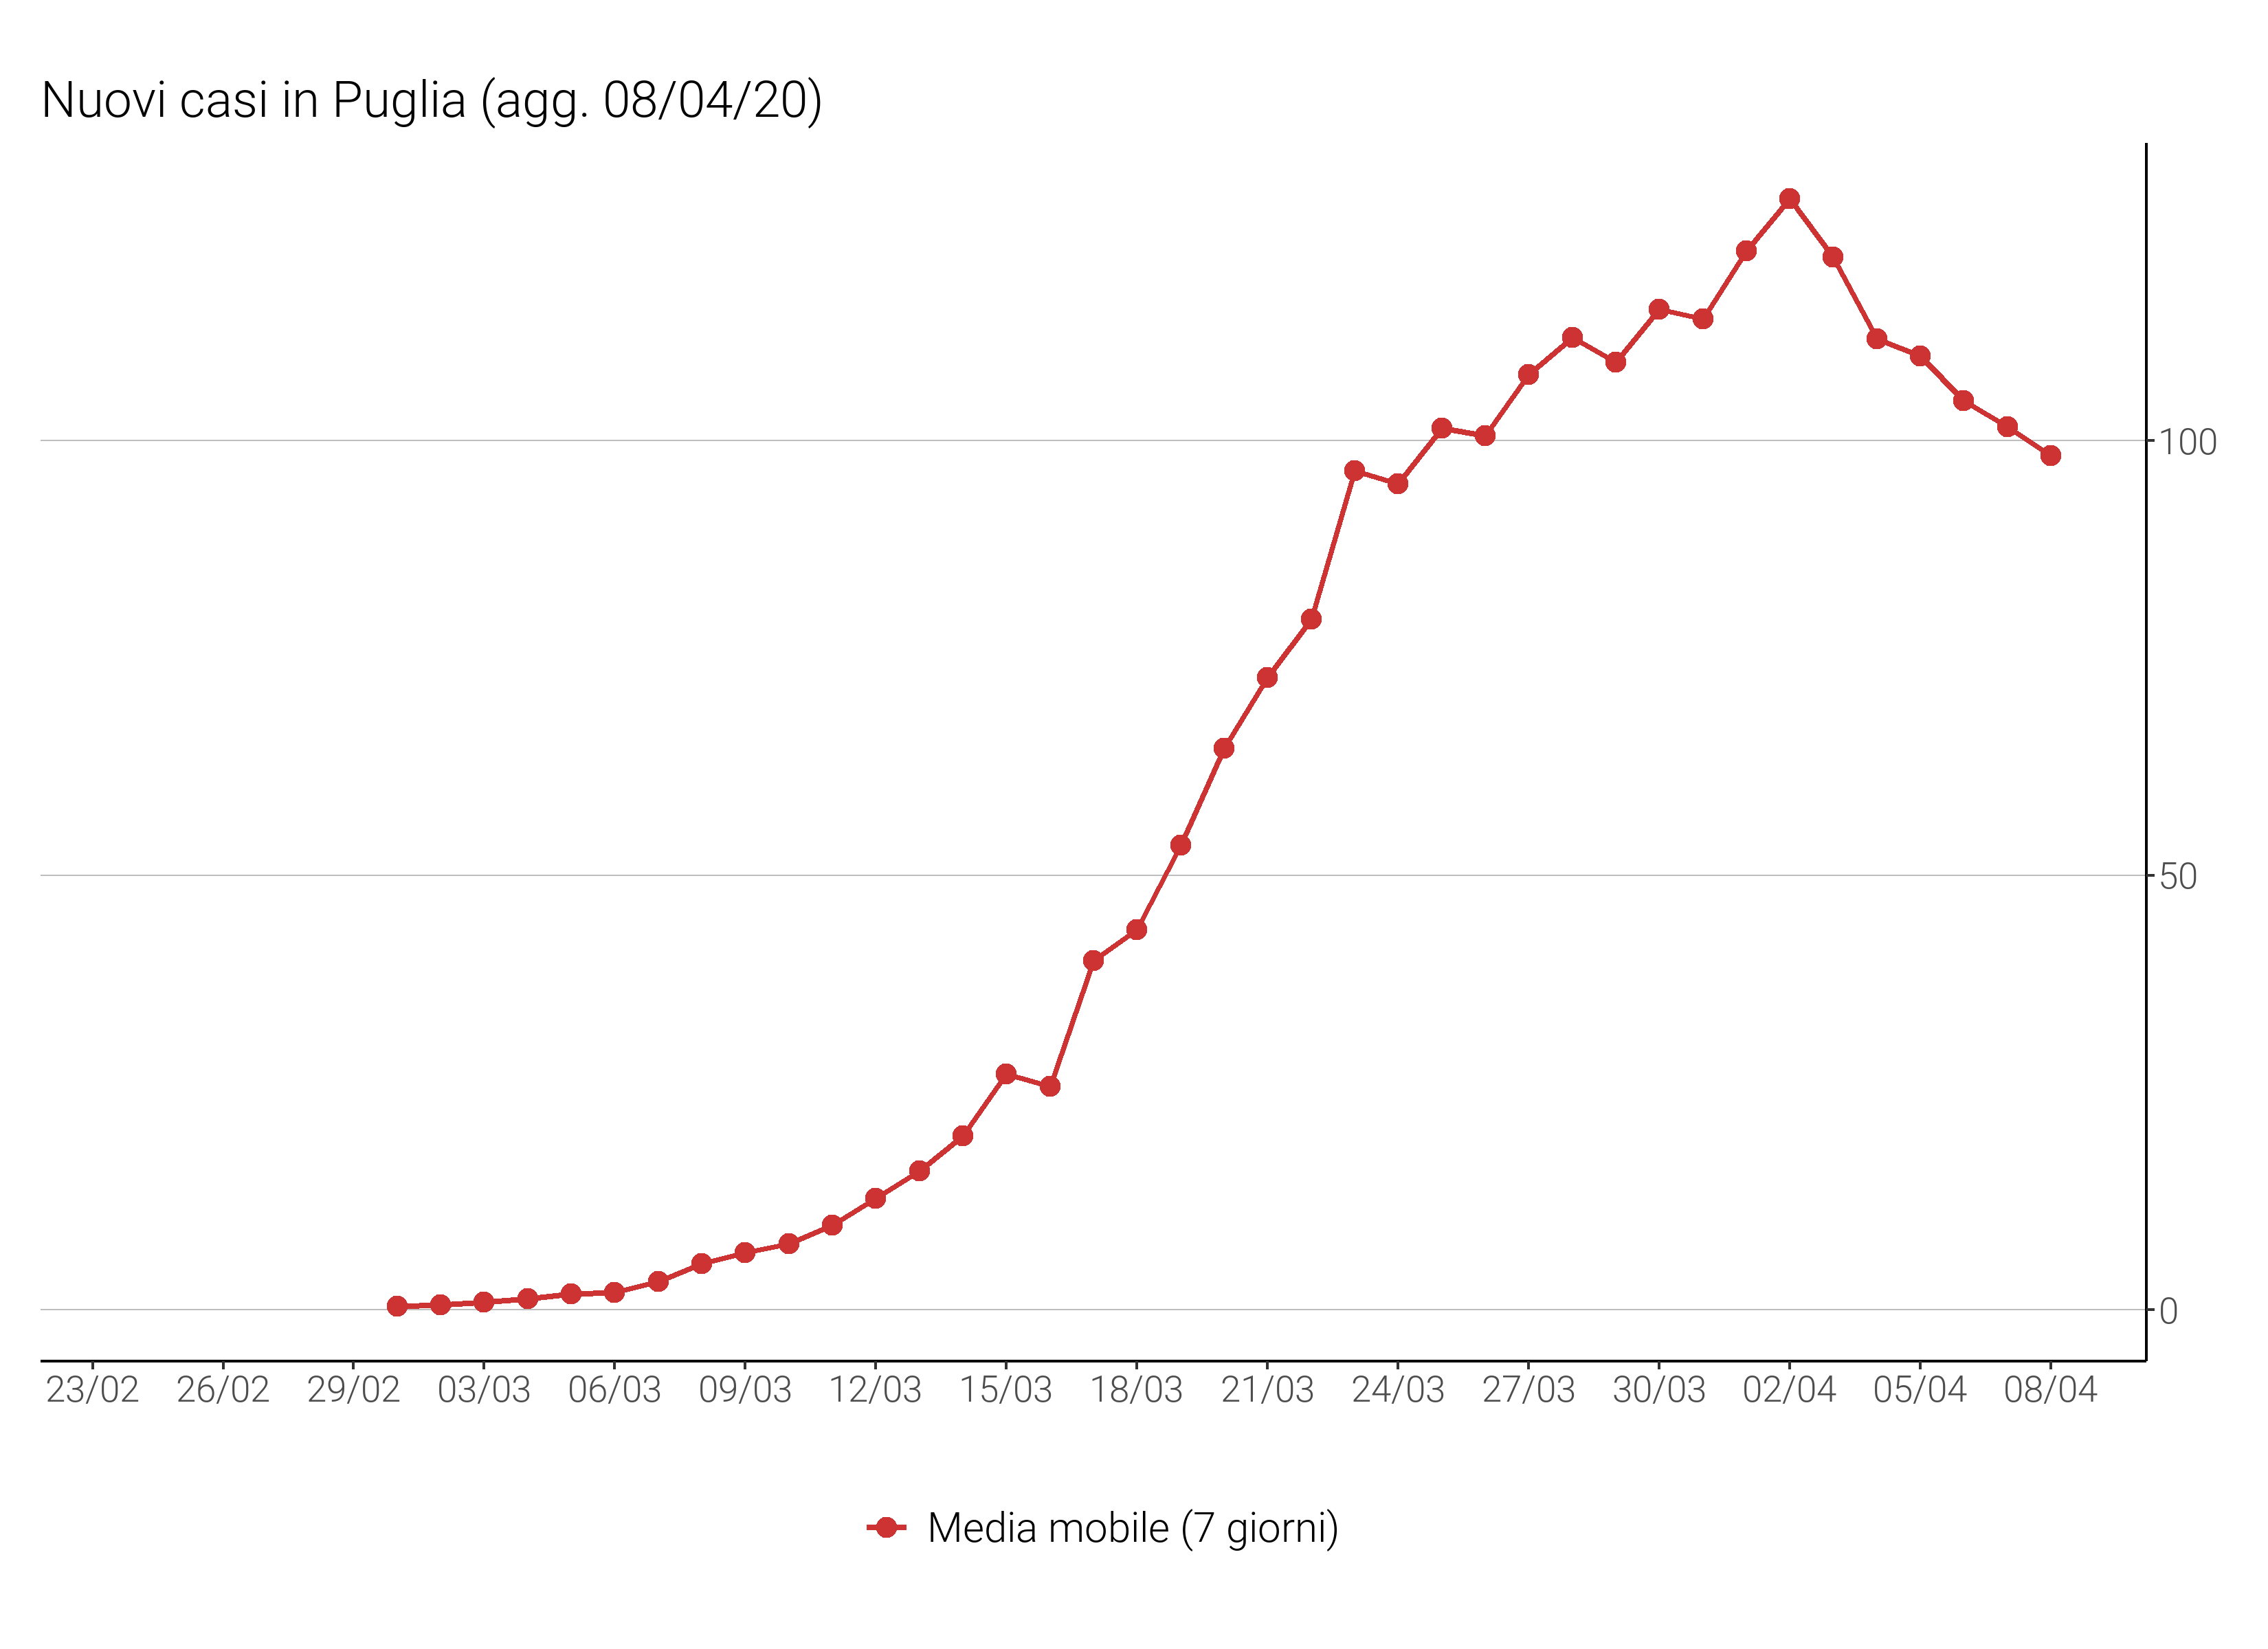 Nuovi casi in Puglia (agg. 08/04/20)
100
50
0
23/02 26/02 29/02 03/03 06/03 09/03 12/03 15/03 18/03 21/03 24/03 27/03 30/03 02/04 05/04 08/04
Media mobile (7 giorni)